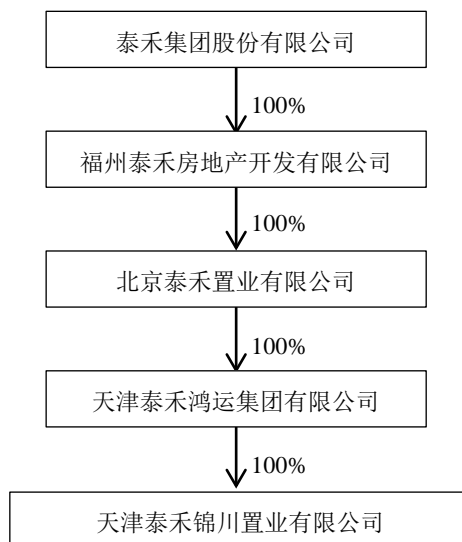 泰禾集团股份有限公司
100%
福州泰禾房地产开发有限公司
100%
北京泰禾置业有限公司
100%
天津泰禾鸿运集团有限公司
100%
天津泰禾锦川置业有限公司